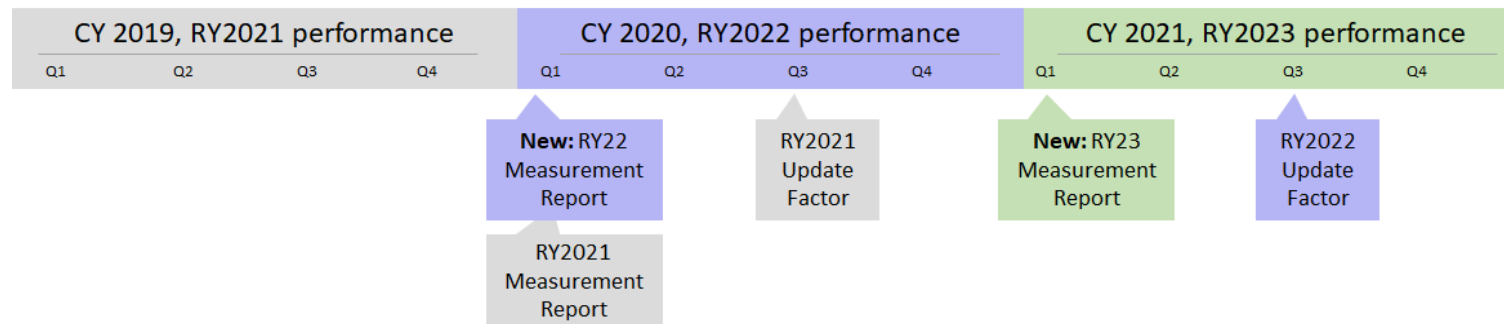 CY 2019, RY2021 performance
Q1 Q2 Q3 Q4
CY 2020, RY2022 performance
Q1 Q2 Q3 Q4
CY 2021, RY2023 performance
Q1 Q2 Q3 Q4
New: RY22
Measurement
Report
RY2021
Measurement
Report
RY2021
Update
Factor
New: RY23
Measurement
Report
RY2022
Update
Factor